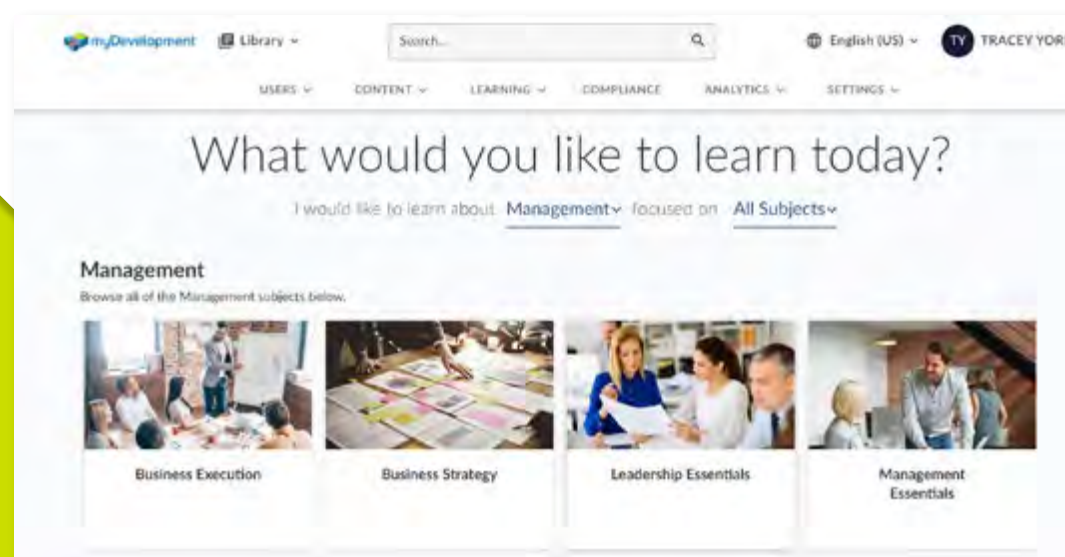 myDevelopment Library Search... English (US) TY TRACEY YOR
USERS CONTENT LEARNING COMPLIANCE ANALYTICS SETTINGS
What would you like to learn today?
I would like to learn about Management focused on All Subjects
Management
Browse all of the Management subjects below.
Business Execution Business Strategy Leadership Essentials Management
Essentials